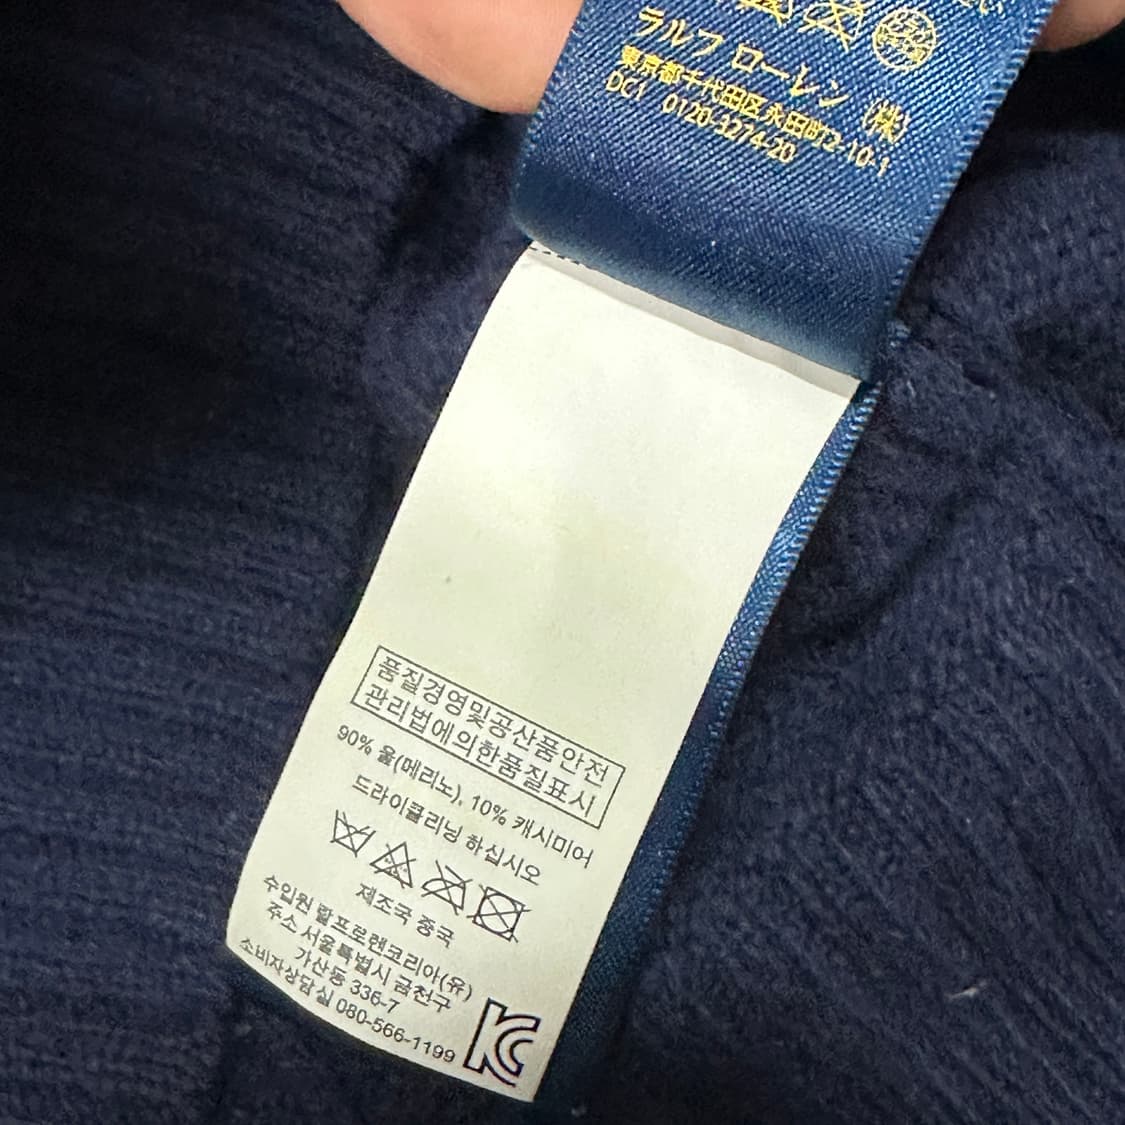 い
ラルフ ローレン (株)
東京都千代田区永田町2-10-1
DC1 0120-3274-20
품질경영및공산품안전
관리법에의한품질표시
90% 울(메리노), 10% 캐시미어
드라이클리닝 하십시오
제조국 중국
수입원 랄프로렌코리아(유)
주소 서울특별시 금천구
가산동 336-7
소비자상담실 080-566-1199
KC